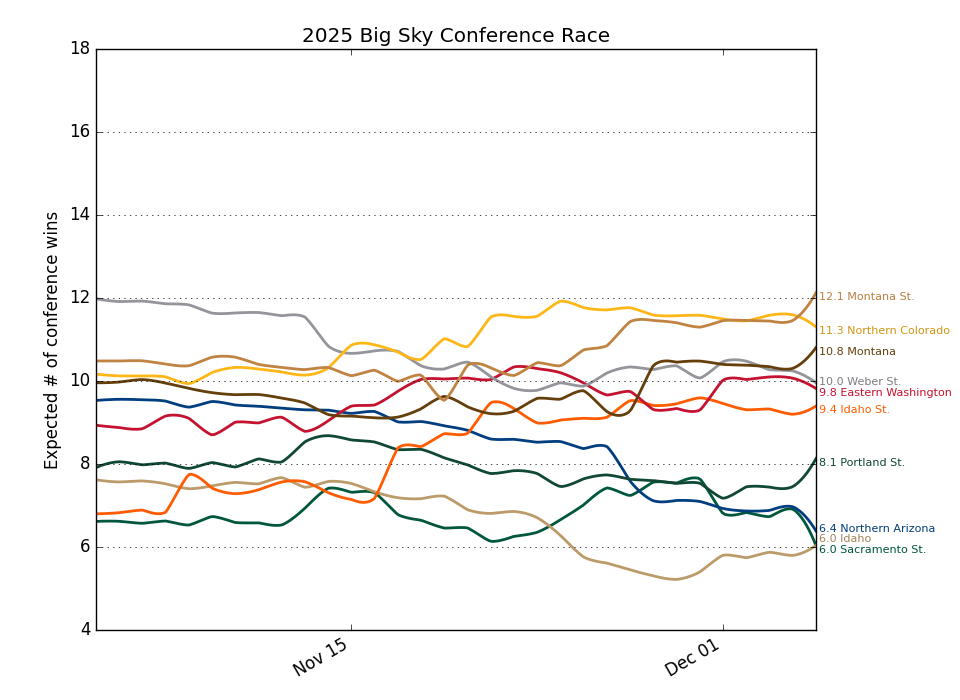 2025 Big Sky Conference Race
Expected # of conference wins
18
16
14
12
10
8
6
4
Nov 15
Dec 01
12.1 Montana St.
11.3 Northern Colorado
10.8 Montana
10.0 Weber St.
9.8 Eastern Washington
9.4 Idaho St.
8.1 Portland St.
6.4 Northern Arizona
6.0 Idaho
6.0 Sacramento St.